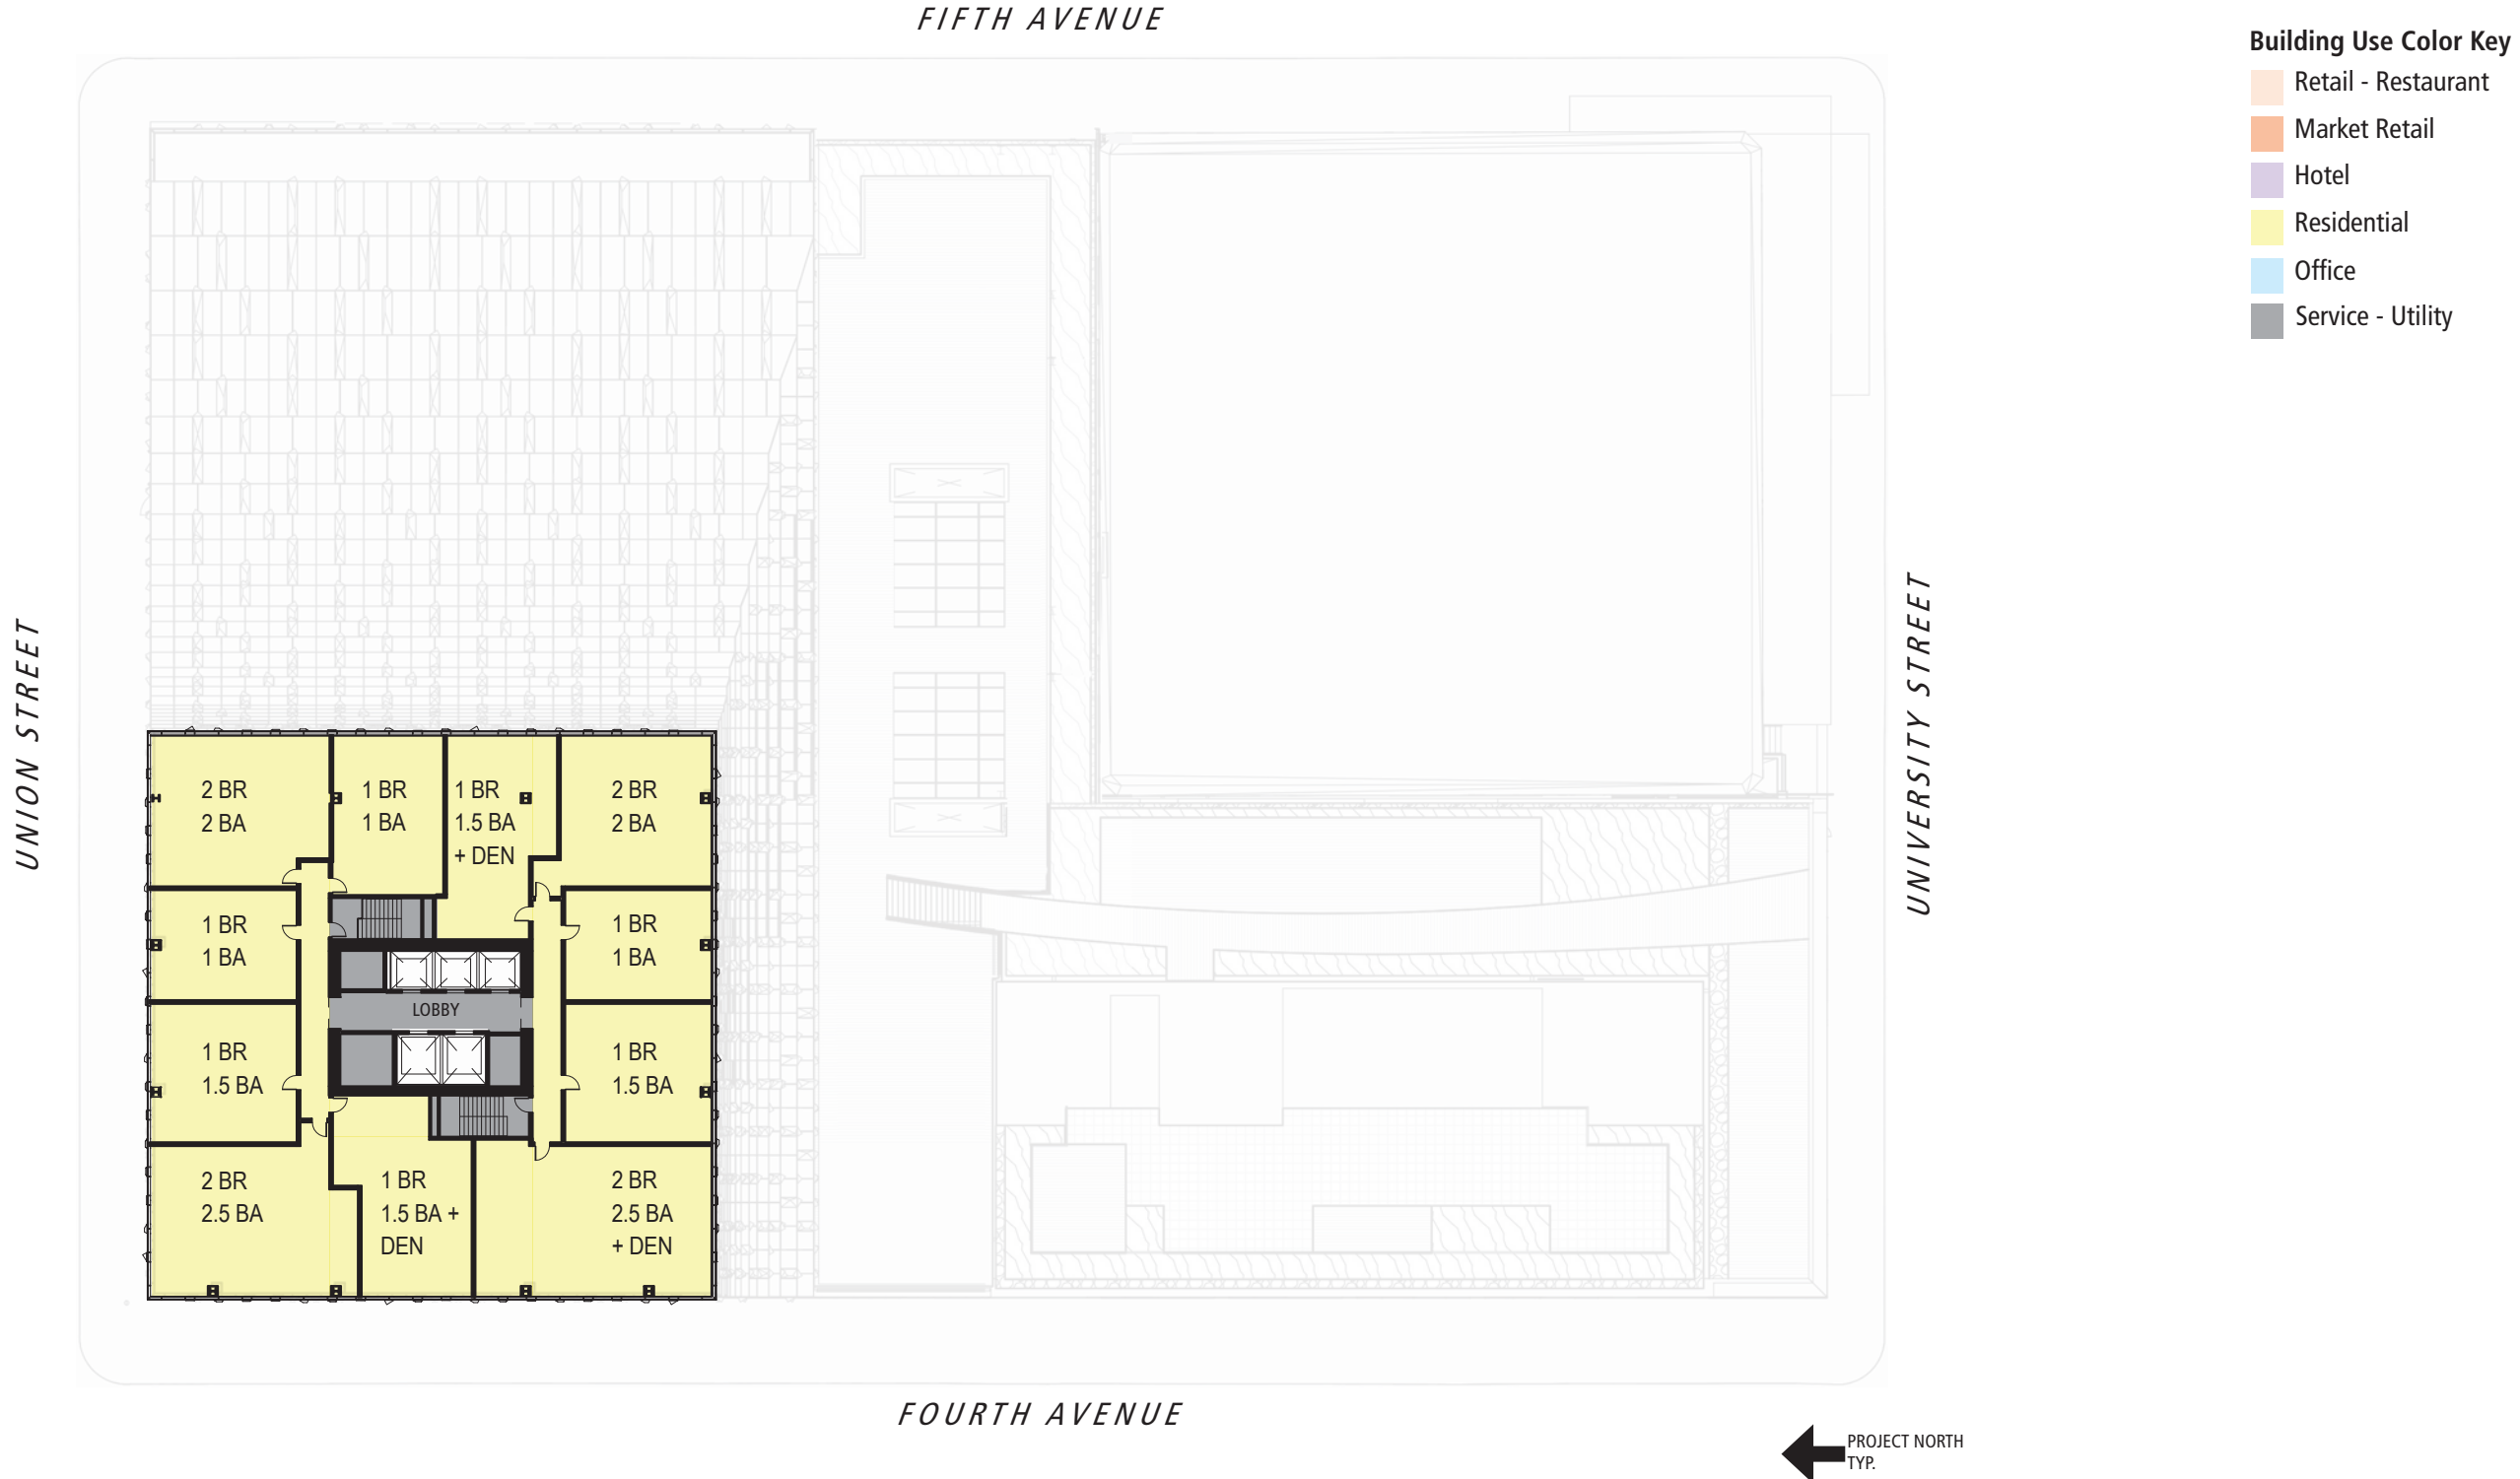 FIFTH AVENUE
Building Use Color Key
Retail - Restaurant
Market Retail
Hotel
Residential
Office
Service - Utility
UNION STREET
UNIVERSITY STREET
2 BR
2 BA
1 BR
1 BA
1 BR
1.5 BA
+ DEN
2 BR
2 BA
1 BR
1 BA
1 BR
1 BA
LOBBY
1 BR
1.5 BA
1 BR
1.5 BA
2 BR
2.5 BA
1 BR
1.5 BA +
DEN
2 BR
2.5 BA
+ DEN
FOURTH AVENUE
PROJECT NORTH
TYP.